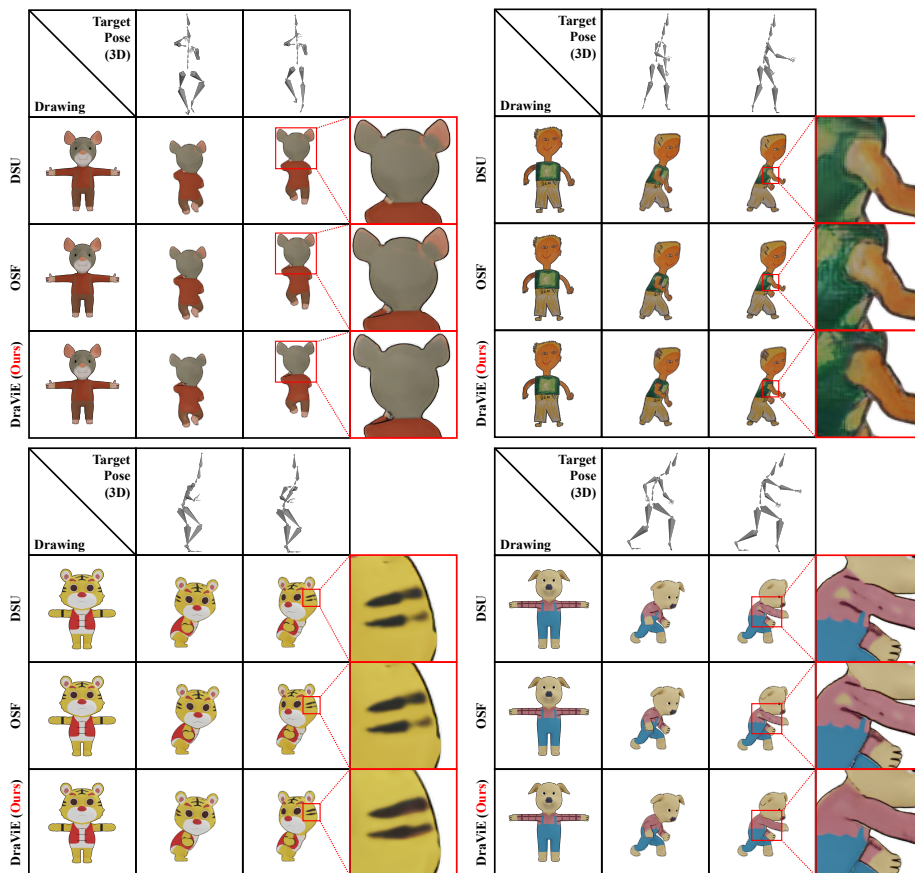 Target
Pose
(3D)
Drawing
DSU
OSF
DraViE (Ours)
Target
Pose
(3D)
Drawing
DSU
OSF
DraViE (Ours)
Target
Pose
(3D)
Drawing
DSU
OSF
DraViE (Ours)
Target
Pose
(3D)
Drawing
DSU
OSF
DraViE (Ours)